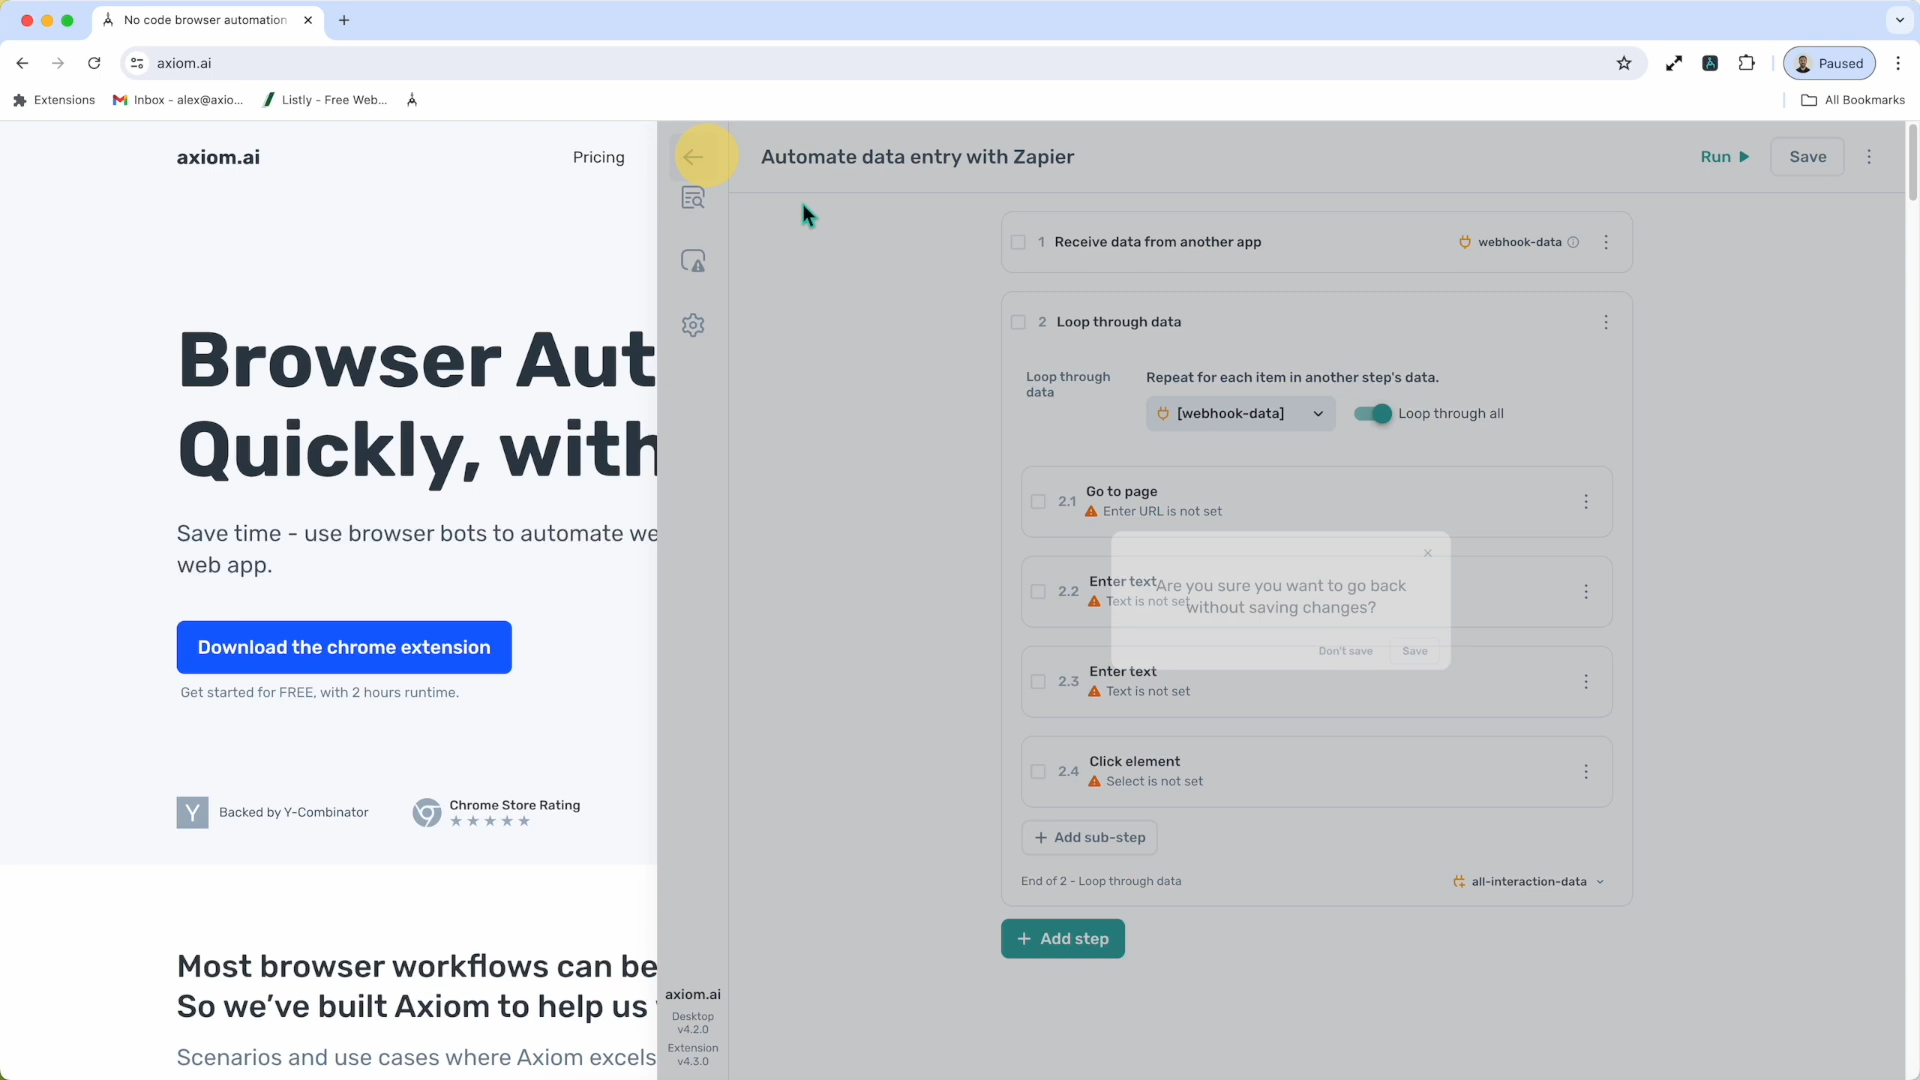 No code browser automation
axiom.ai
Paused
Extensions
Inbox - alex@axio...
Listly - Free Web...
All Bookmarks
axiom.ai
Pricing
Browser Aut
Quickly, with
Save time - use browser bots to automate we
web app.
Download the chrome extension
Get started for FREE, with 2 hours runtime.
Y
Backed by Y-Combinator
Chrome Store Rating
Most browser workflows can be
So we've built Axiom to help us
Scenarios and use cases where Axiom excels
Automate data entry with Zapier
Run
Save
1 Receive data from another app
webhook-data
2 Loop through data
Loop through
data
Repeat for each item in another step's data.
[webhook-data]
Loop through all
2.1 Go to page
Enter URL is not set
2.2 Enter text
Text is not set
Are you sure you want to go back
without saving changes?
Don't save
Save
2.3 Enter text
Text is not set
2.4 Click element
Select is not set
+ Add sub-step
End of 2 - Loop through data
all-interaction-data
+ Add step
axiom.ai
Desktop
v4.2.0
Extension
v4.3.0